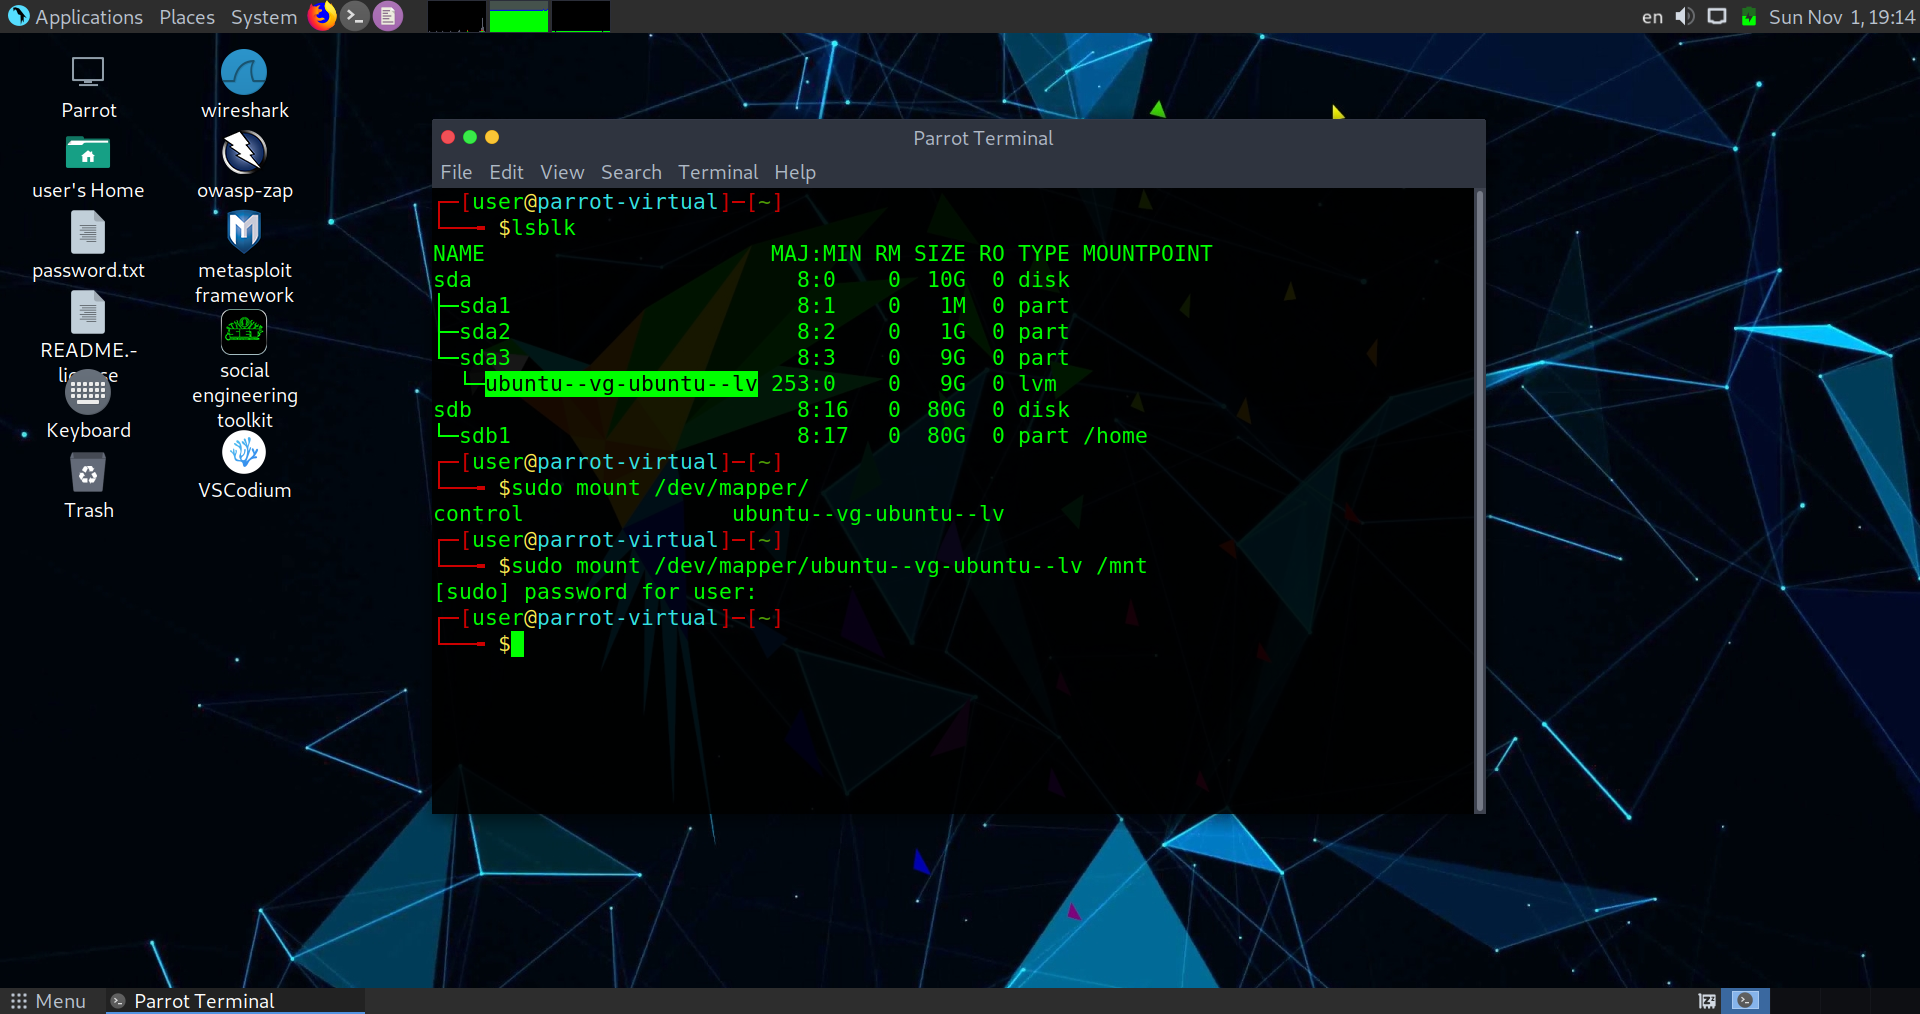 Applications Places System
en Sun Nov 1, 19:14
Parrot
wireshark
user's Home
owasp-zap
password.txt
metasploit
framework
README.-
license
social
engineering
toolkit
Keyboard
VSCodium
Trash
Parrot Terminal
File Edit View Search Terminal Help
┌─[user@parrot-virtual]─[~]
└──╼ $lsblk
NAME                      MAJ:MIN RM SIZE RO TYPE MOUNTPOINT
sda                         8:0    0  10G  0 disk
├─sda1                      8:1    0   1M  0 part
├─sda2                      8:2    0   1G  0 part
└─sda3                      8:3    0   9G  0 part
  └─ubuntu--vg-ubuntu--lv 253:0    0   9G  0 lvm
sdb                         8:16   0  80G  0 disk
└─sdb1                      8:17   0  80G  0 part /home
┌─[user@parrot-virtual]─[~]
└──╼ $sudo mount /dev/mapper/
control                ubuntu--vg-ubuntu--lv
┌─[user@parrot-virtual]─[~]
└──╼ $sudo mount /dev/mapper/ubuntu--vg-ubuntu--lv /mnt
[sudo] password for user:
┌─[user@parrot-virtual]─[~]
└──╼ $
Menu Parrot Terminal